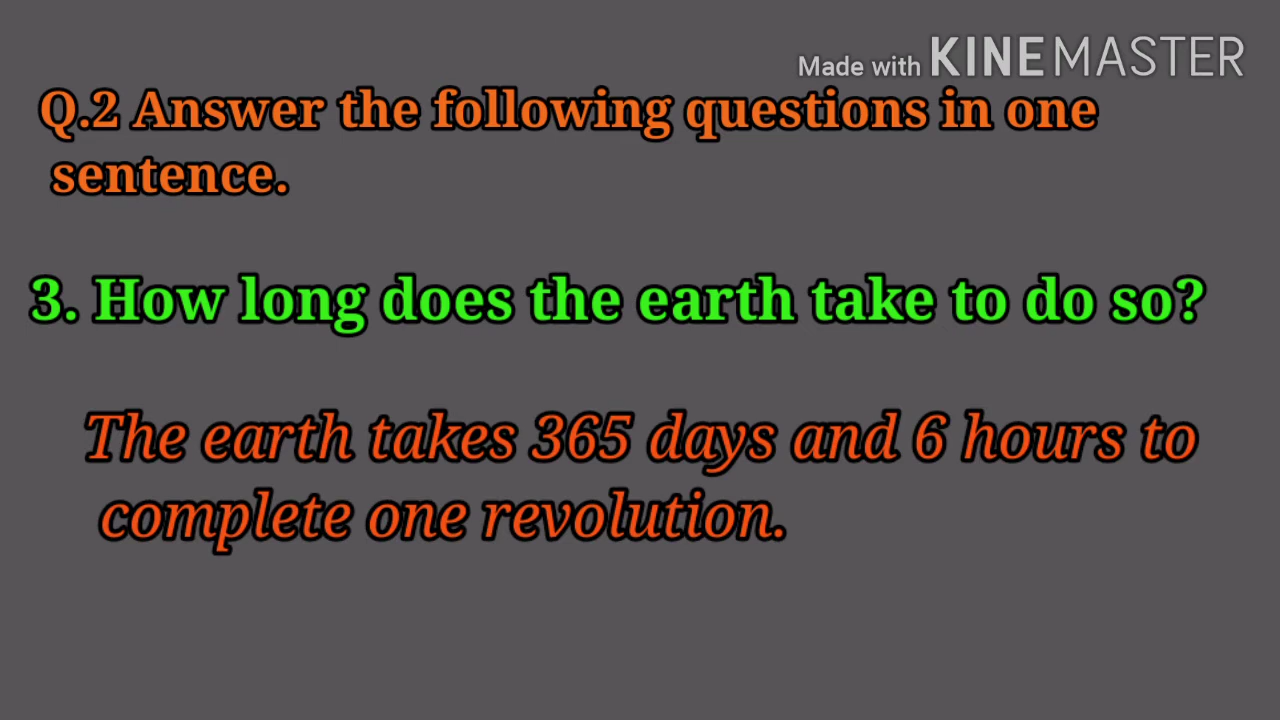 Made with KINEMASTER
Q.2 Answer the following questions in one
sentence.
3. How long does the earth take to do so?
The earth takes 365 days and 6 hours to
complete one revolution.